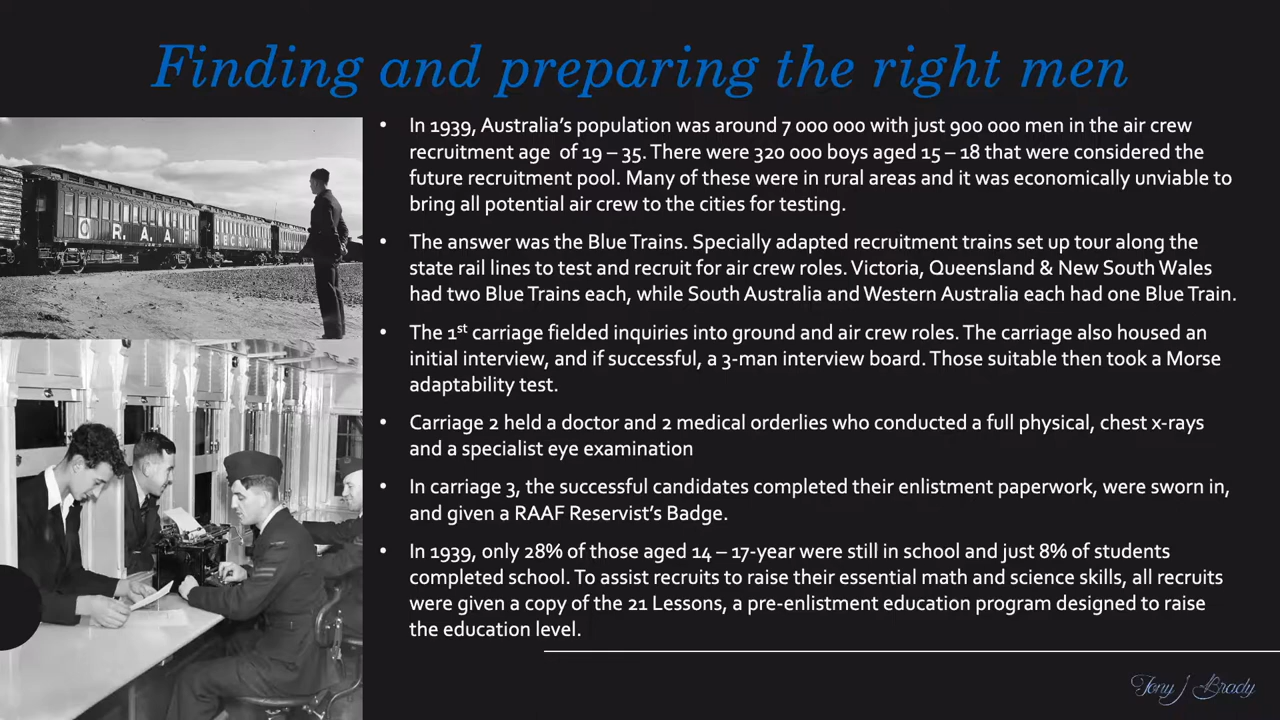 Finding and preparing the right men
• In 1939, Australia's population was around 7 000 000 with just 900 000 men in the air crew
recruitment age of 19 – 35. There were 320 000 boys aged 15 – 18 that were considered the
future recruitment pool. Many of these were in rural areas and it was economically unviable to
bring all potential air crew to the cities for testing.
• The answer was the Blue Trains. Specially adapted recruitment trains set up tour along the
state rail lines to test and recruit for air crew roles. Victoria, Queensland & New South Wales
had two Blue Trains each, while South Australia and Western Australia each had one Blue Train.
• The 1st carriage fielded inquiries into ground and air crew roles. The carriage also housed an
initial interview, and if successful, a 3-man interview board. Those suitable then took a Morse
adaptability test.
• Carriage 2 held a doctor and 2 medical orderlies who conducted a full physical, chest x-rays
and a specialist eye examination
• In carriage 3, the successful candidates completed their enlistment paperwork, were sworn in,
and given a RAAF Reservist's Badge.
• In 1939, only 28% of those aged 14 – 17-year were still in school and just 8% of students
completed school. To assist recruits to raise their essential math and science skills, all recruits
were given a copy of the 21 Lessons, a pre-enlistment education program designed to raise
the education level.
R. A. A. F
Tony J Brady